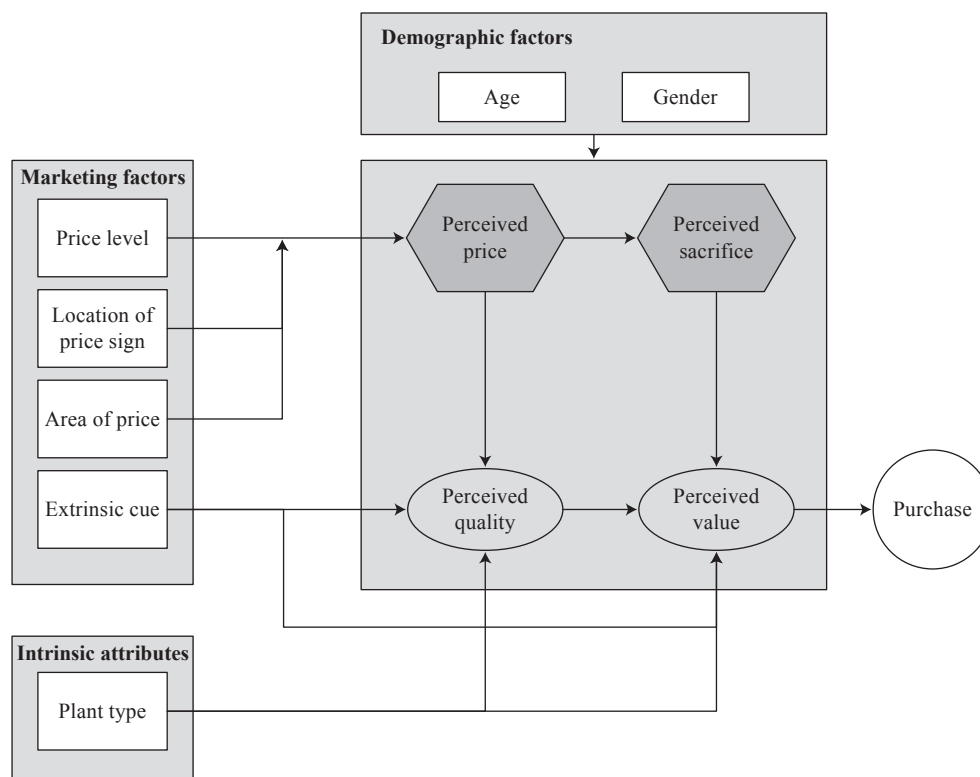 Demographic factors
Age
Gender
Marketing factors
Price level
Location of
price sign
Area of price
Extrinsic cue
Perceived
price
Perceived
sacrifice
Perceived
quality
Perceived
value
Purchase
Intrinsic attributes
Plant type